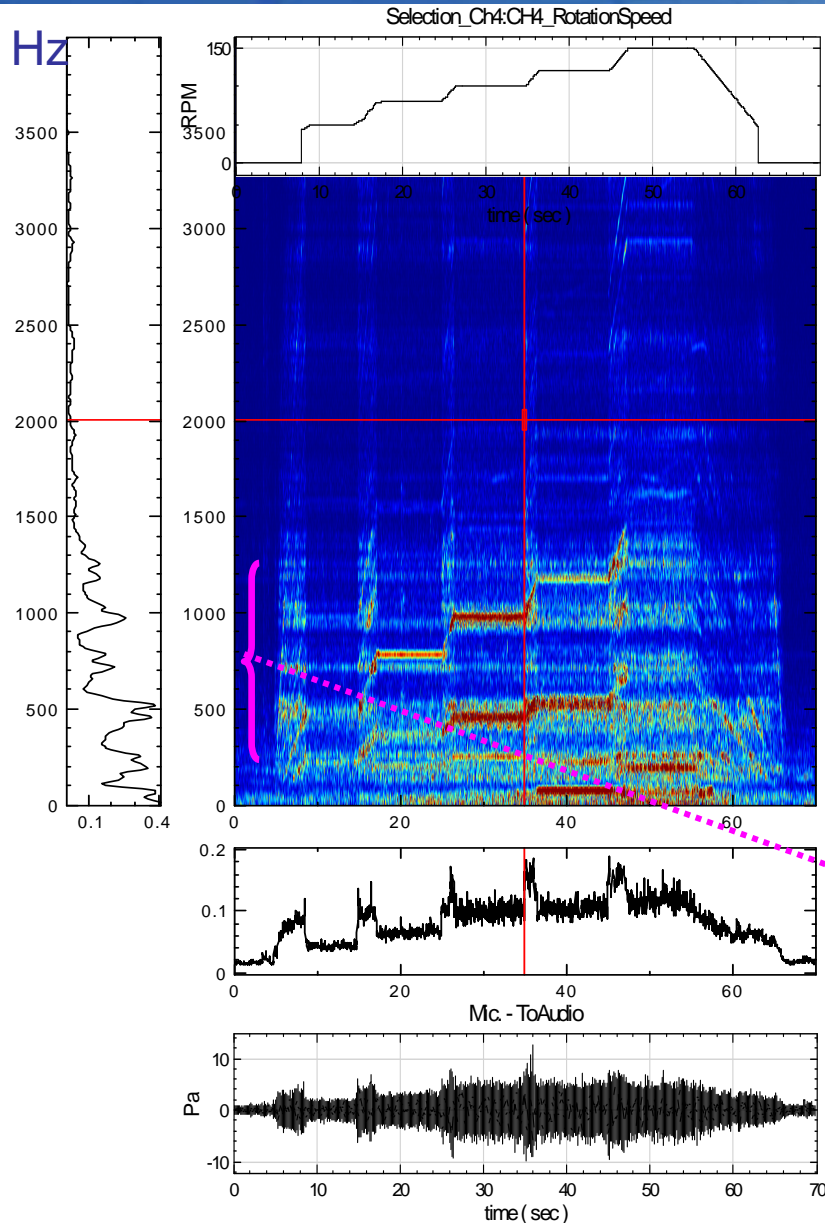 Selection_Ch4:CH4_RotationSpeed
Hz
150
RPM
3500
3500
0
0 10 20 30 40 50 60
time ( sec )
3000
3000
2500
2500
2000
2000
1500
1500
1000
1000
500
500
0
0
0.1 0.4
0 20 40 60
0.2
0.1
0
0 20 40 60
Mic. - ToAudio
10
Pa
0
-10
0 10 20 30 40 50 60 70
time ( sec )